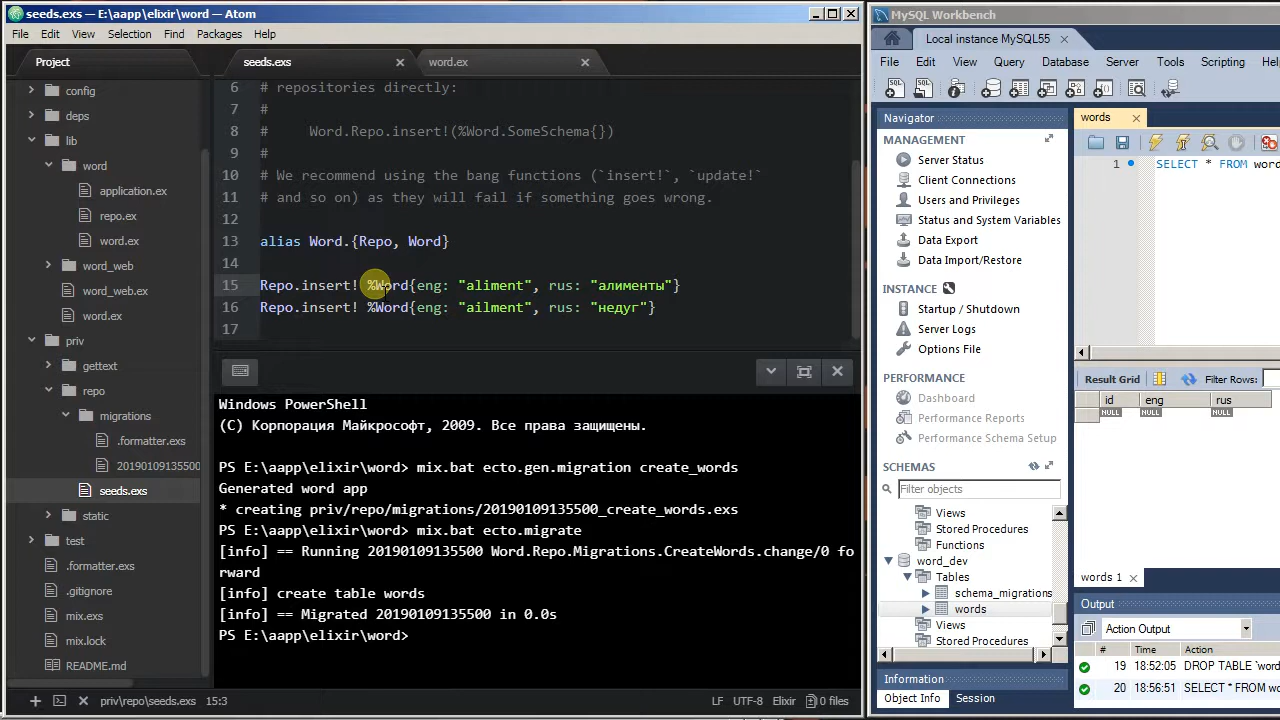 seeds.exs — E:\aapp\elixir\word — Atom
File Edit View Selection Find Packages Help
Project
config
deps
lib
word
application.ex
repo.ex
word.ex
word_web
word_web.ex
word.ex
priv
gettext
repo
migrations
.formatter.exs
20190109135500
seeds.exs
static
test
.formatter.exs
.gitignore
mix.exs
mix.lock
README.md
seeds.exs
word.ex
6 # repositories directly:
7 #
8 # Word.Repo.insert!(%Word.SomeSchema{})
9 #
10 # We recommend using the bang functions (`insert!`, `update!`
11 # and so on) as they will fail if something goes wrong.
12
13 alias Word.{Repo, Word}
14
15 Repo.insert! %Word{eng: "aliment", rus: "алименты"}
16 Repo.insert! %Word{eng: "ailment", rus: "недуг"}
17
Windows PowerShell
(C) Корпорация Майкрософт, 2009. Все права защищены.
PS E:\aapp\elixir\word> mix.bat ecto.gen.migration create_words
Generated word app
* creating priv/repo/migrations/20190109135500_create_words.exs
PS E:\aapp\elixir\word> mix.bat ecto.migrate
[info] == Running 20190109135500 Word.Repo.Migrations.CreateWords.change/0 fo
rward
[info] create table words
[info] == Migrated 20190109135500 in 0.0s
PS E:\aapp\elixir\word>
priv\repo\seeds.exs 15:3
LF UTF-8 Elixir 0 files
MySQL Workbench
Local instance MySQL55
File Edit View Query Database Server Tools Scripting
Navigator
MANAGEMENT
Server Status
Client Connections
Users and Privileges
Status and System Variables
Data Export
Data Import/Restore
INSTANCE
Startup / Shutdown
Server Logs
Options File
PERFORMANCE
Dashboard
Performance Reports
Performance Schema Setup
SCHEMAS
Filter objects
Views
Stored Procedures
Functions
word_dev
Tables
schema_migrations
words
Views
Stored Procedures
Information
Object Info Session
words
1 SELECT * FROM
Result Grid Filter Rows:
id eng rus
NULL NULL NULL
words 1
Output
Action Output
# Time Action
19 18:52:05 DROP TABLE
20 18:56:51 SELECT * FROM